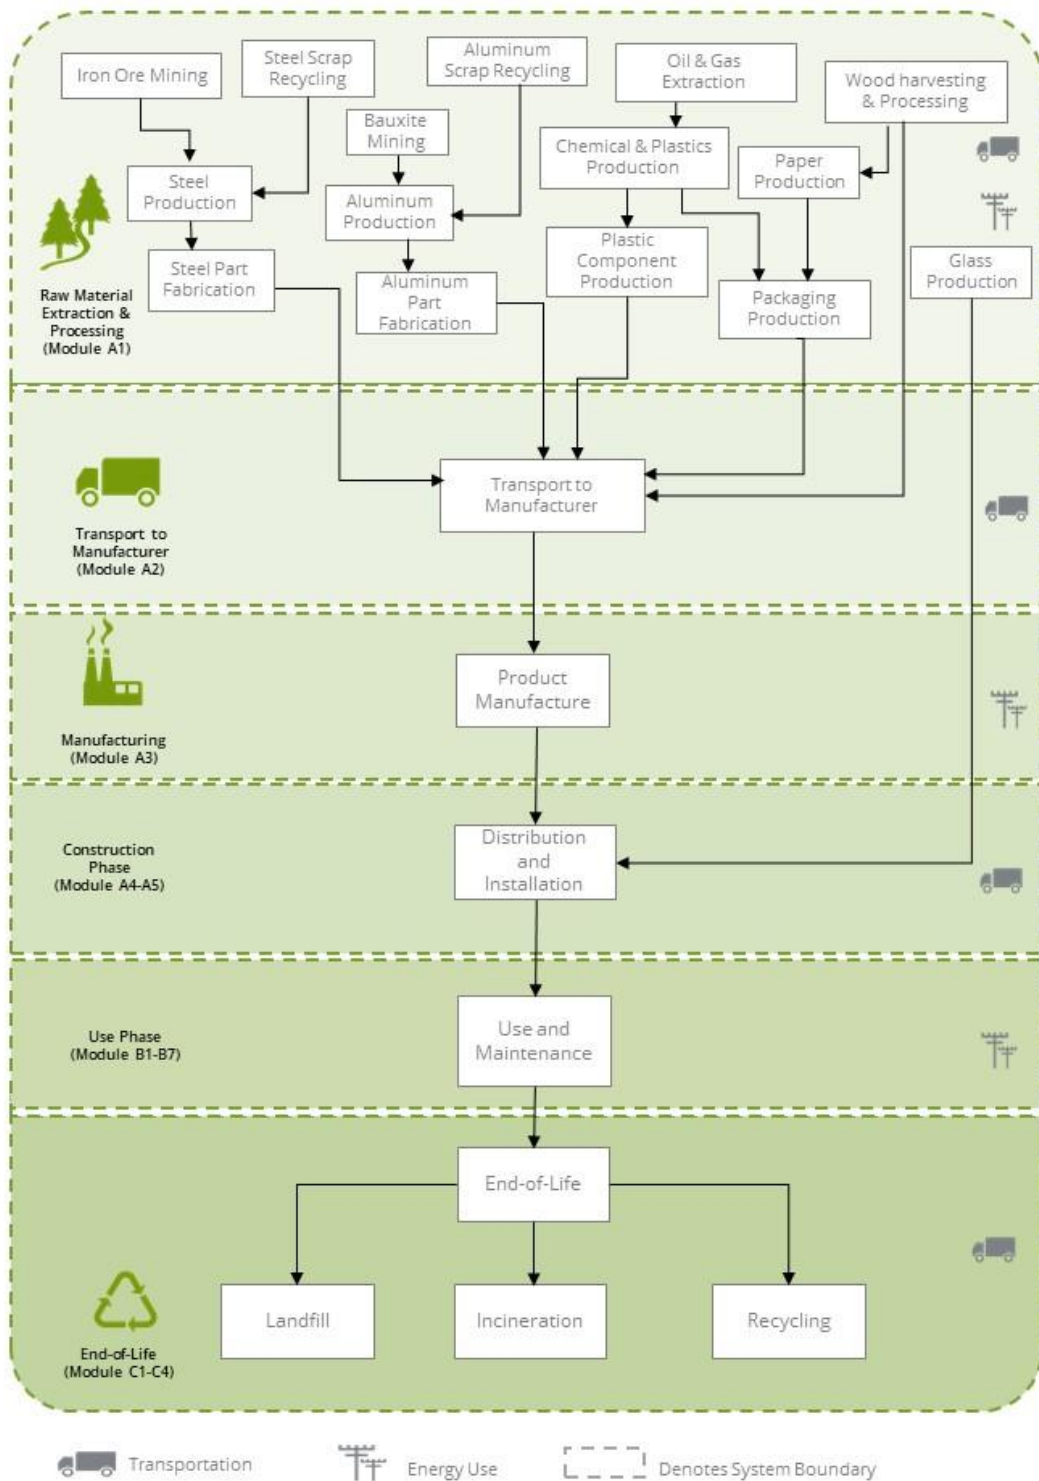 Iron Ore Mining
Steel Scrap
Recycling
Aluminum
Scrap Recycling
Oil & Gas
Extraction
Wood harvesting
& Processing
Bauxite
Mining
Chemical & Plastics
Production
Paper
Production
Steel
Production
Aluminum
Production
Plastic
Component
Production
Glass
Production
Steel Part
Fabrication
Aluminum
Part
Fabrication
Packaging
Production
Raw Material
Extraction &
Processing
(Module A1)
Transport to
Manufacturer
Transport to
Manufacturer
(Module A2)
Product
Manufacture
Manufacturing
(Module A3)
Distribution
and
Installation
Construction
Phase
(Module A4-A5)
Use and
Maintenance
Use Phase
(Module B1-B7)
End-of-Life
Landfill
Incineration
Recycling
End-of-Life
(Module C1-C4)
Transportation
Energy Use
Denotes System Boundary